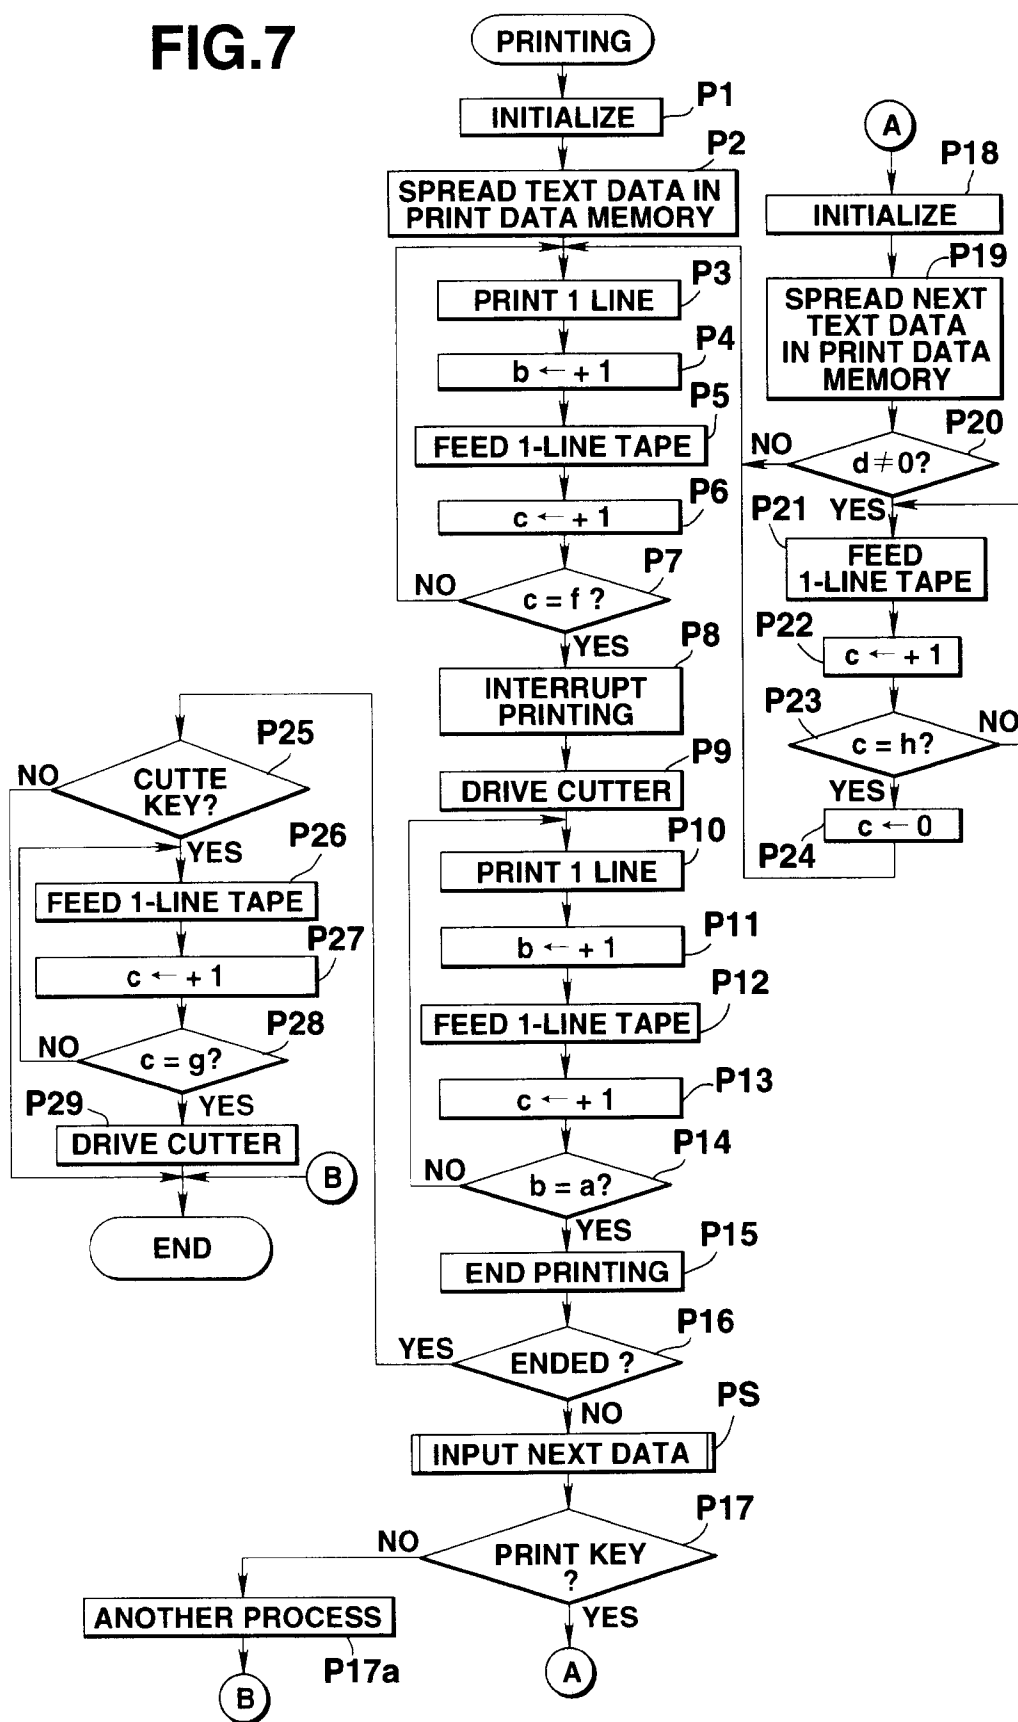 FIG.7
PRINTING
P1
INITIALIZE
P2
SPREAD TEXT DATA IN
PRINT DATA MEMORY
P3
PRINT 1 LINE
P4
b ← + 1
P5
FEED 1-LINE TAPE
P6
c ← + 1
P7
NO
c = f ?
YES
P8
INTERRUPT
PRINTING
P9
DRIVE CUTTER
P10
PRINT 1 LINE
P11
b ← + 1
P12
FEED 1-LINE TAPE
P13
c ← + 1
P14
NO
b = a?
YES
P15
END PRINTING
P16
YES
ENDED ?
NO
PS
INPUT NEXT DATA
P17
NO
PRINT KEY
?
YES
A
ANOTHER PROCESS
P17a
B
A
P18
INITIALIZE
P19
SPREAD NEXT
TEXT DATA
IN PRINT DATA
MEMORY
P20
NO
d ≠ 0?
YES
P21
FEED
1-LINE TAPE
P22
c ← + 1
P23
NO
c = h?
YES
c ← 0
P24
P25
NO
CUTTE
KEY?
YES
P26
FEED 1-LINE TAPE
P27
c ← + 1
P28
NO
c = g?
YES
P29
DRIVE CUTTER
B
END